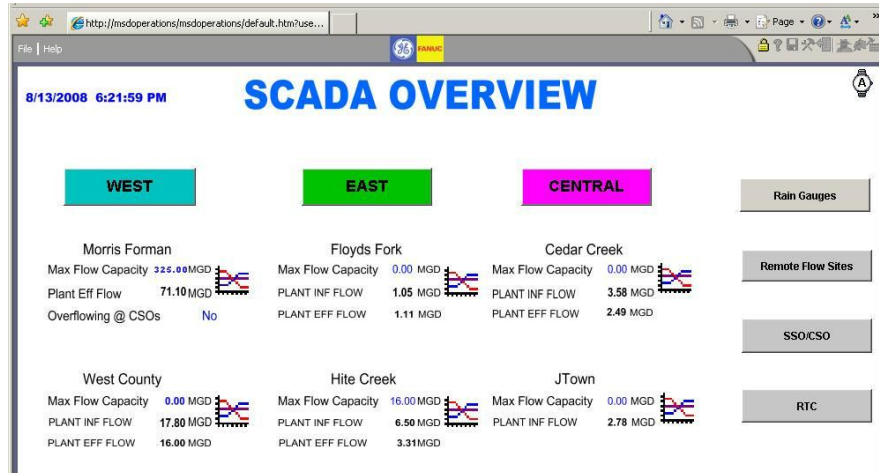 http://msdoperations/msdoperations/default.htm?use...
Page
File | Help
GE FANUC
8/13/2008 6:21:59 PM
SCADA OVERVIEW
A
WEST
EAST
CENTRAL
Rain Gauges
Morris Forman
Max Flow Capacity 325.00MGD
Plant Eff Flow 71.10 MGD
Overflowing @ CSOs No
Floyds Fork
Max Flow Capacity 0.00 MGD
PLANT INF FLOW 1.05 MGD
PLANT EFF FLOW 1.11 MGD
Cedar Creek
Max Flow Capacity 0.00 MGD
PLANT INF FLOW 3.58 MGD
PLANT EFF FLOW 2.49 MGD
Remote Flow Sites
SSO/CSO
West County
Max Flow Capacity 0.00 MGD
PLANT INF FLOW 17.80 MGD
PLANT EFF FLOW 16.00 MGD
Hite Creek
Max Flow Capacity 16.00 MGD
PLANT INF FLOW 6.50 MGD
PLANT EFF FLOW 3.31MGD
JTown
Max Flow Capacity 0.00 MGD
PLANT INF FLOW 2.78 MGD
RTC